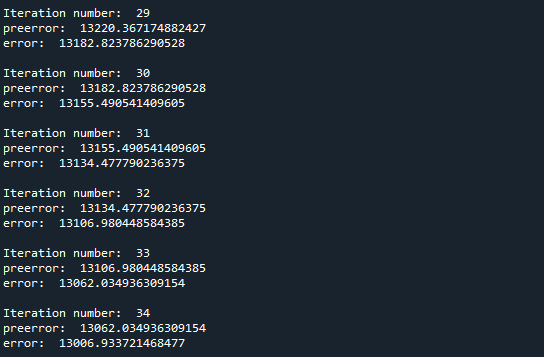 Iteration number:  29
preerror:  13220.367174882427
error:  13182.823786290528
Iteration number:  30
preerror:  13182.823786290528
error:  13155.490541409605
Iteration number:  31
preerror:  13155.490541409605
error:  13134.477790236375
Iteration number:  32
preerror:  13134.477790236375
error:  13106.980448584385
Iteration number:  33
preerror:  13106.980448584385
error:  13062.034936309154
Iteration number:  34
preerror:  13062.034936309154
error:  13006.933721468477